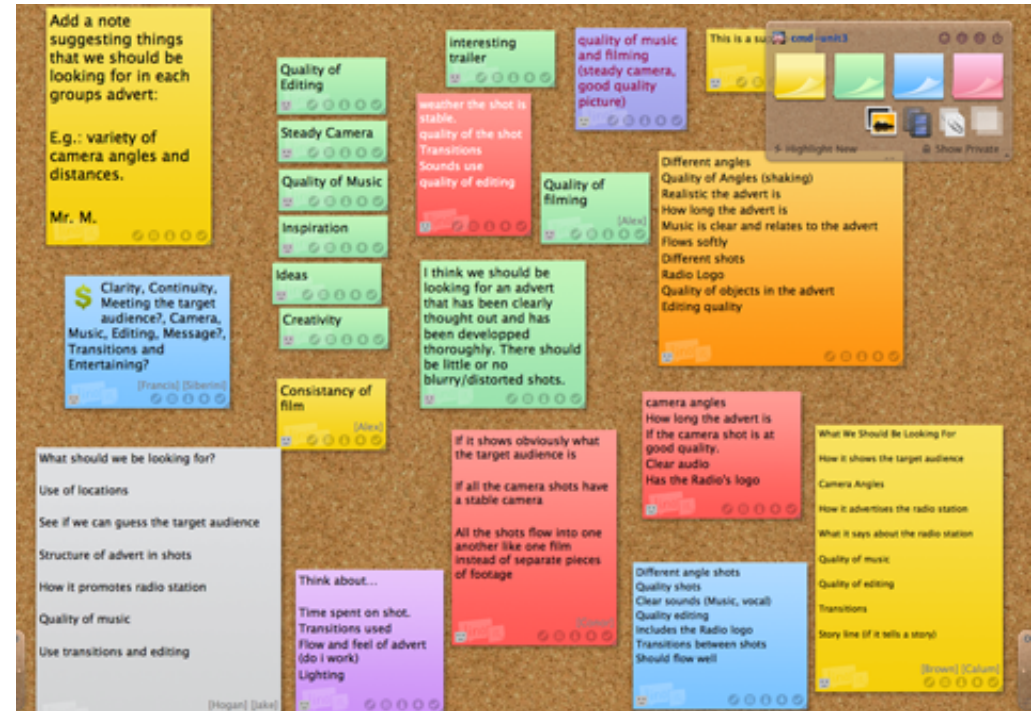 Add a note
suggesting things
that we should be
looking for in each
groups advert:
E.g.: variety of
camera angles and
distances.
Mr. M.
Quality of
Editing
Steady Camera
Quality of Music
Inspiration
Ideas
Creativity
interesting
trailer
weather the shot is
stable.
quality of the shot
Transitions
Sounds use
quality of editing
quality of music
and filming
(steady camera,
good quality
picture)
Quality of
filming
[Alex]
This is a
cmd-unit3
Highlight New
Show Private
Different angles
Quality of Angles (shaking)
Realistic the advert is
How long the advert is
Music is clear and relates to the advert
Flows softly
Different shots
Radio Logo
Quality of objects in the advert
Editing quality
$ Clarity, Continuity,
Meeting the target
audience?, Camera,
Music, Editing, Message?,
Transitions and
Entertaining?
[Francis] [Siberini]
I think we should be
looking for an advert
that has been clearly
thought out and has
been developped
thoroughly. There should
be little or no
blurry/distorted shots.
Consistancy of
film
[Alex]
What should we be looking for?
Use of locations
See if we can guess the target audience
Structure of advert in shots
How it promotes radio station
Quality of music
Use transitions and editing
[Hogan] [Jake]
Think about...
Time spent on shot.
Transitions used
Flow and feel of advert
(do i work)
Lighting
If it shows obviously what
the target audience is
If all the camera shots have
a stable camera
All the shots flow into one
another like one film
instead of separate pieces
of footage
camera angles
How long the advert is
If the camera shot is at
good quality.
Clear audio
Has the Radio's logo
Different angle shots
Quality shots
Clear sounds (Music, vocal)
Quality editing
Includes the Radio logo
Transitions between shots
Should flow well
What We Should Be Looking For
How it shows the target audience
Camera Angles
How it advertises the radio station
What it says about the radio station
Quality of music
Quality of editing
Transitions
Story line (if it tells a story)
[Brown] [Calum]